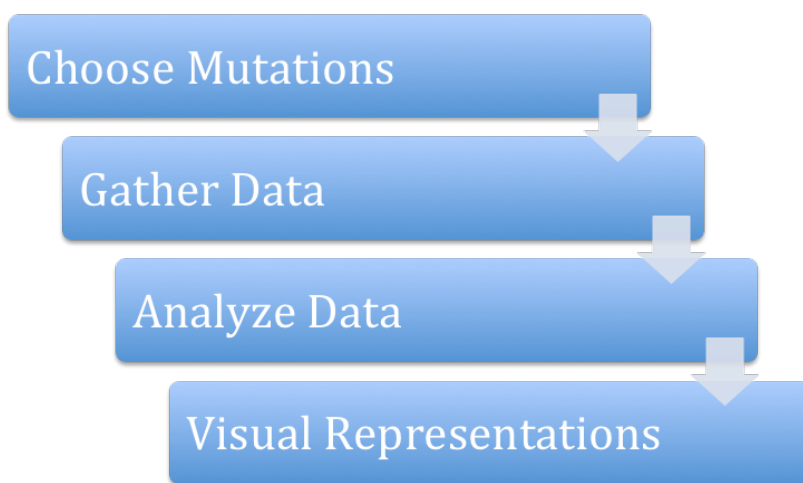 Choose Mutations
Gather Data
Analyze Data
Visual Representations